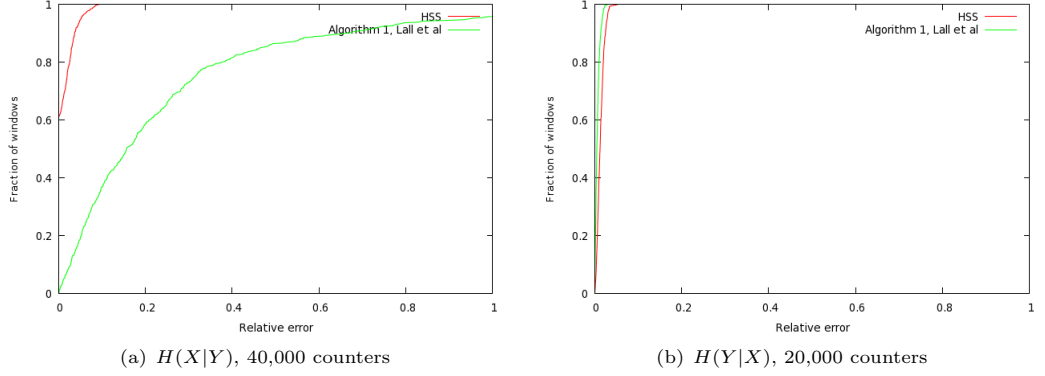 1
0.8
0.6
0.4
0.2
0
Fraction of windows
HSS
Algorithm 1, Lall et al
0 0.2 0.4 0.6 0.8 1
Relative error
(a) H(X|Y), 40,000 counters
1
0.8
0.6
0.4
0.2
0
Fraction of windows
HSS
Algorithm 1, Lall et al
0 0.2 0.4 0.6 0.8 1
Relative error
(b) H(Y|X), 20,000 counters